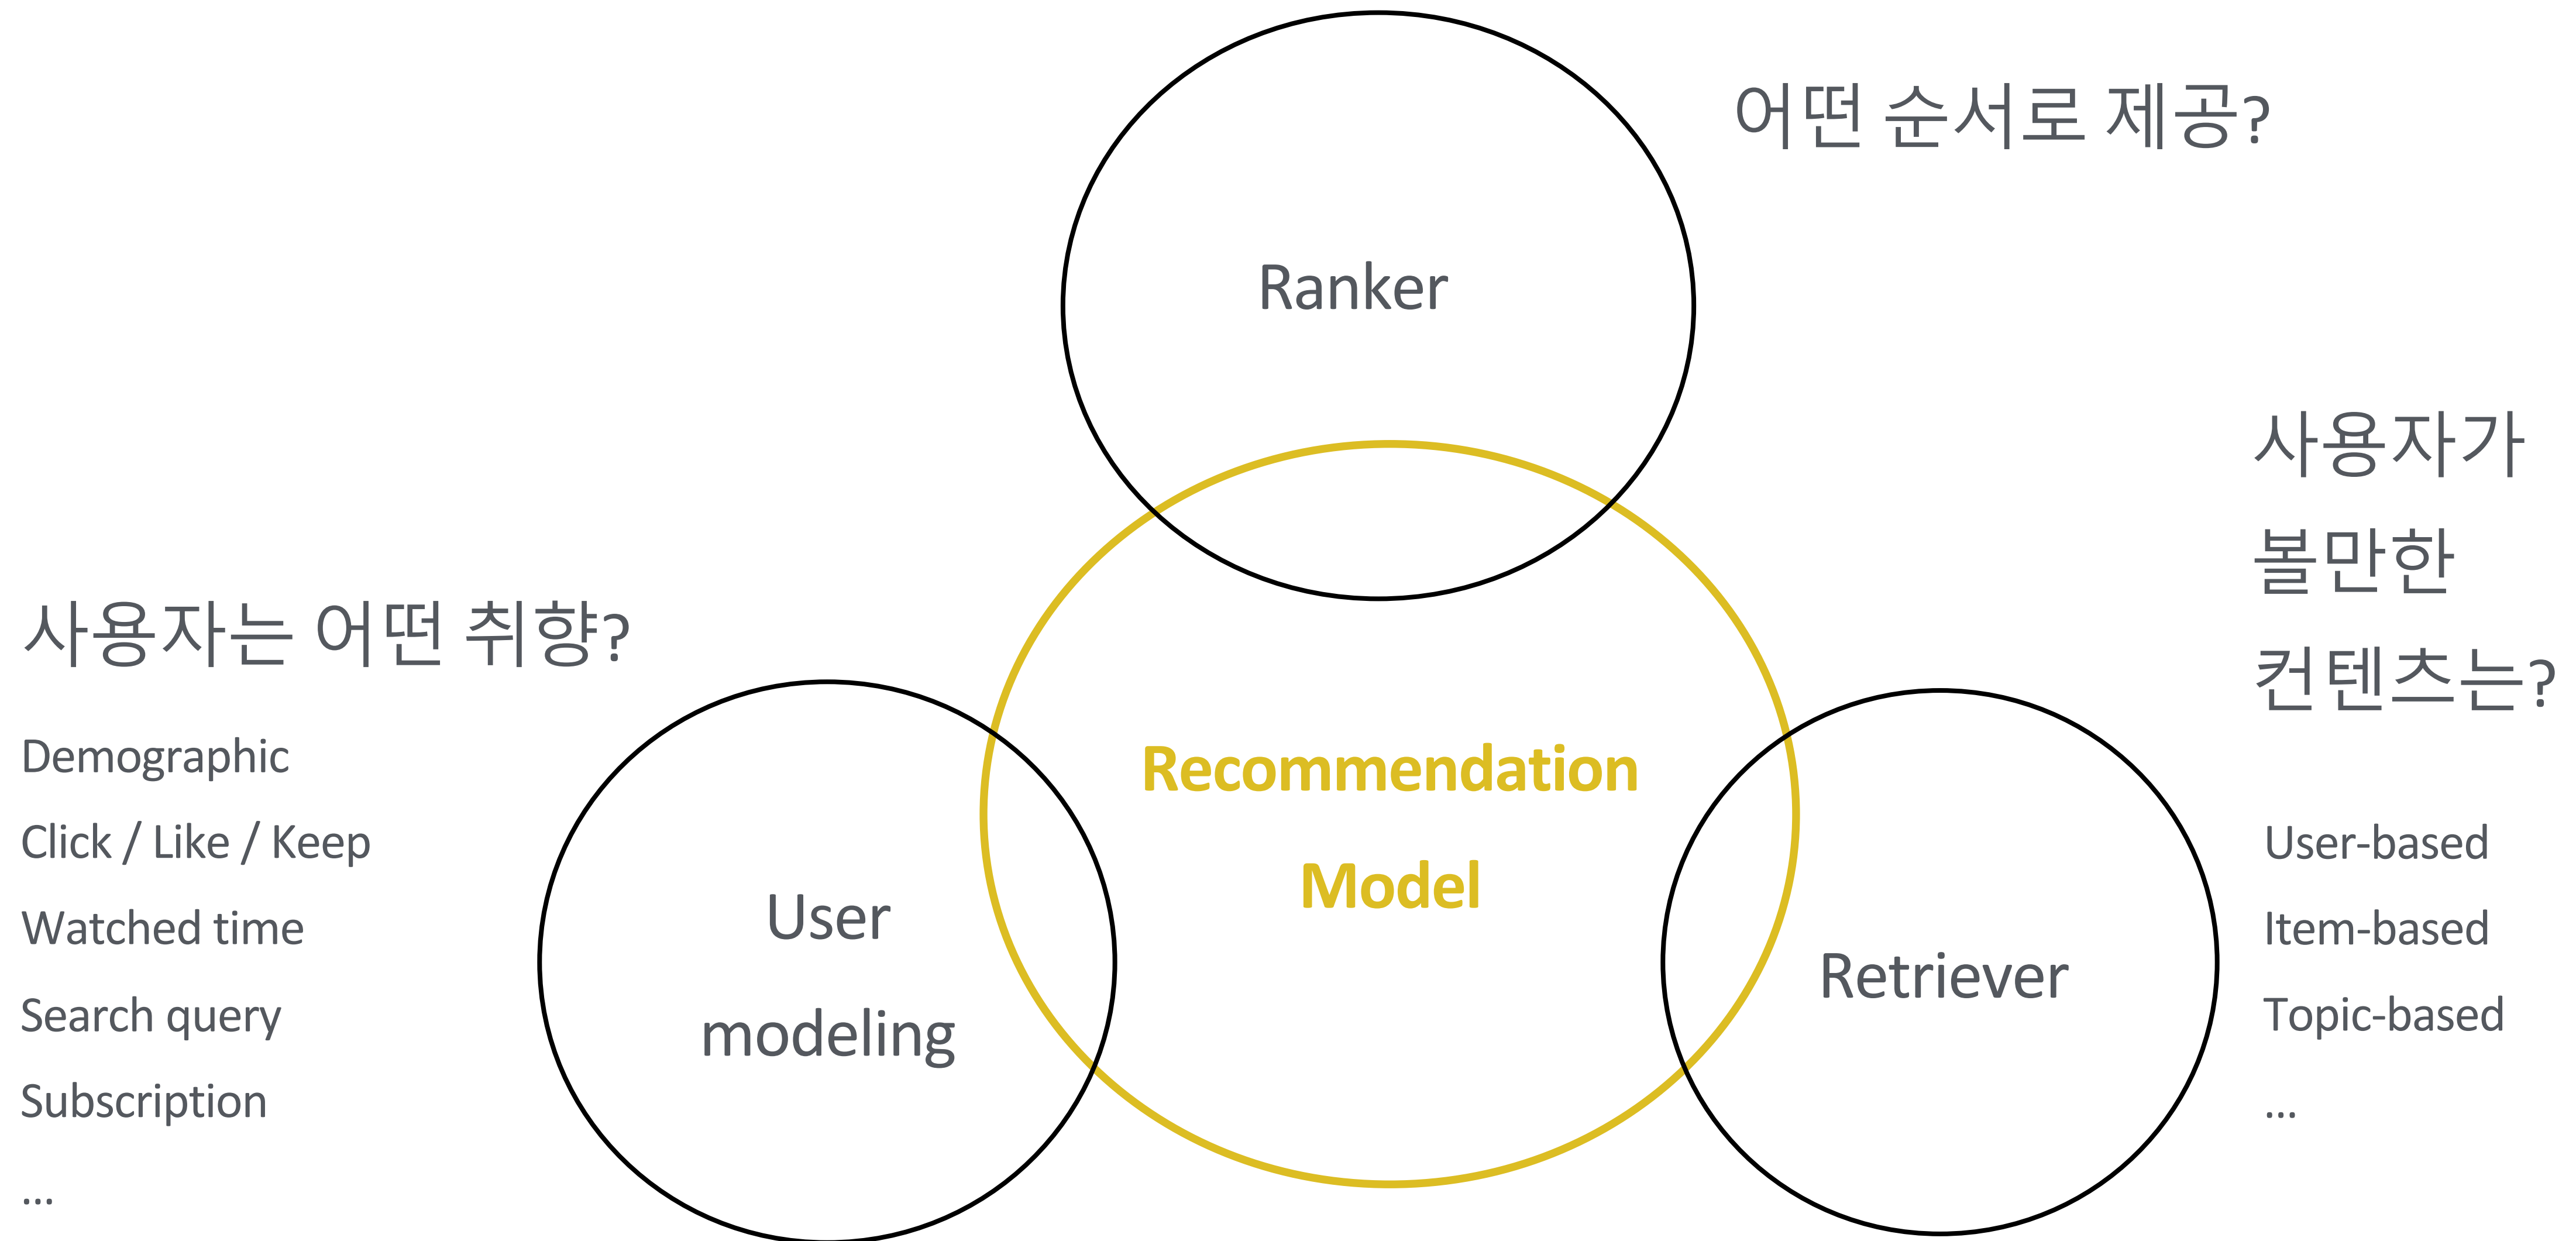 어떤 순서로 제공?
Ranker
사용자가
볼만한
컨텐츠는?
사용자는 어떤 취향?
Demographic
Click / Like / Keep
Watched time
Search query
Subscription
...
User
modeling
Recommendation
Model
Retriever
User-based
Item-based
Topic-based
...